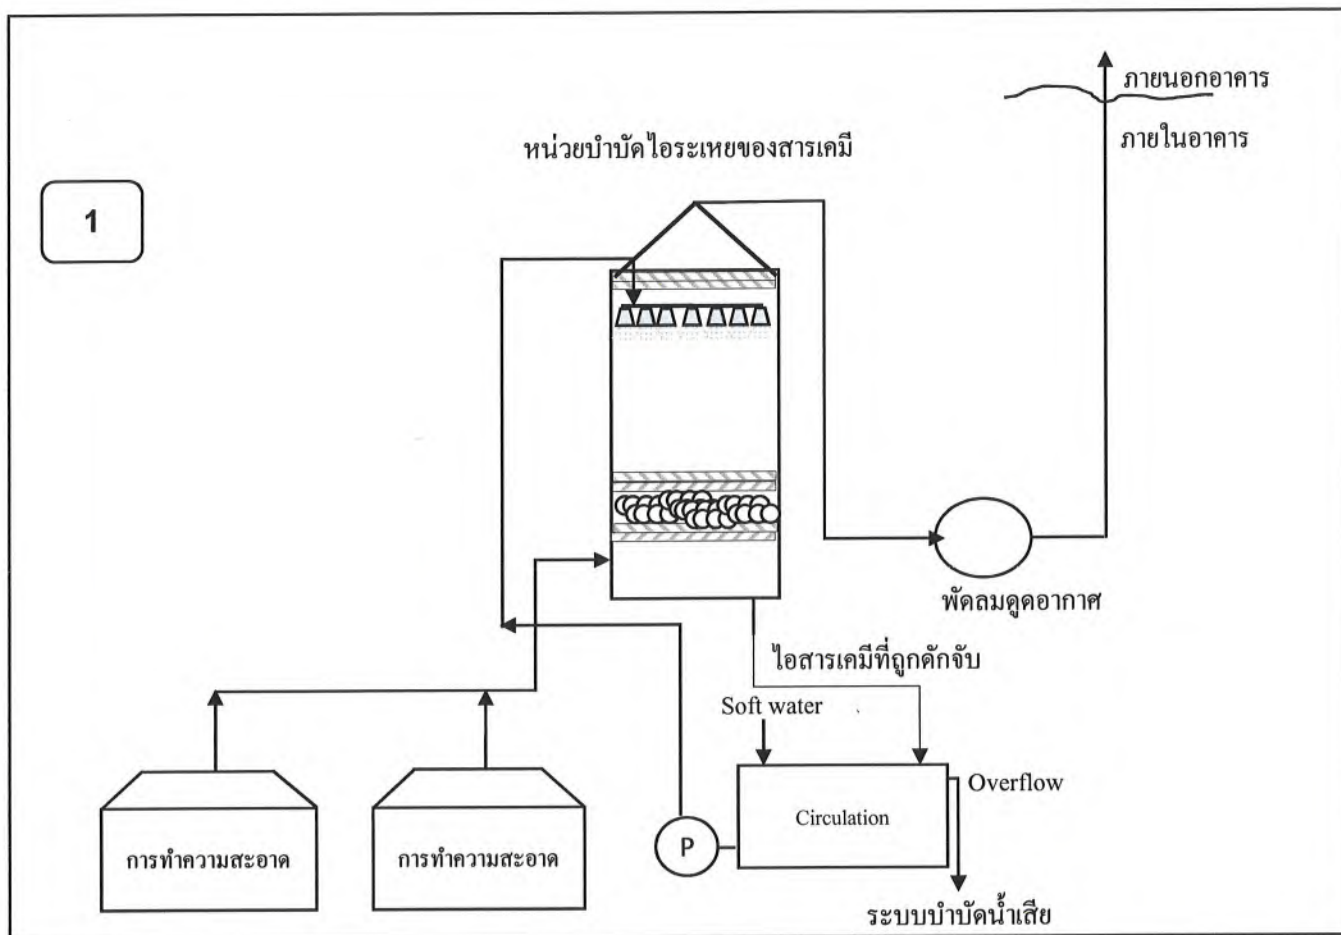 ภายนอกอาคาร
ภายในอาคาร
หน่วยบำบัดไอระเหยของสารเคมี
1
พัดลมดูดอากาศ
ไอสารเคมีที่ถูกดักจับ
Soft water
Overflow
Circulation
P
การทำความสะอาด
การทำความสะอาด
ระบบบำบัดน้ำเสีย